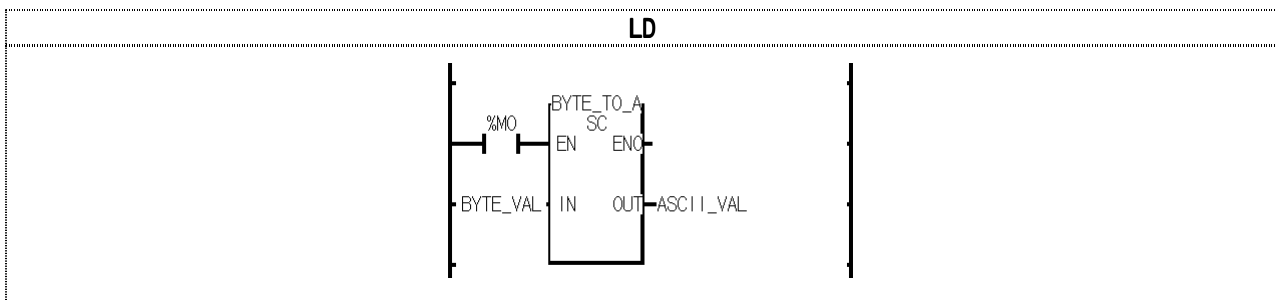 LD
BYTE_TO_A
SC
%M0
EN ENO
BYTE_VAL IN OUT ASCII_VAL